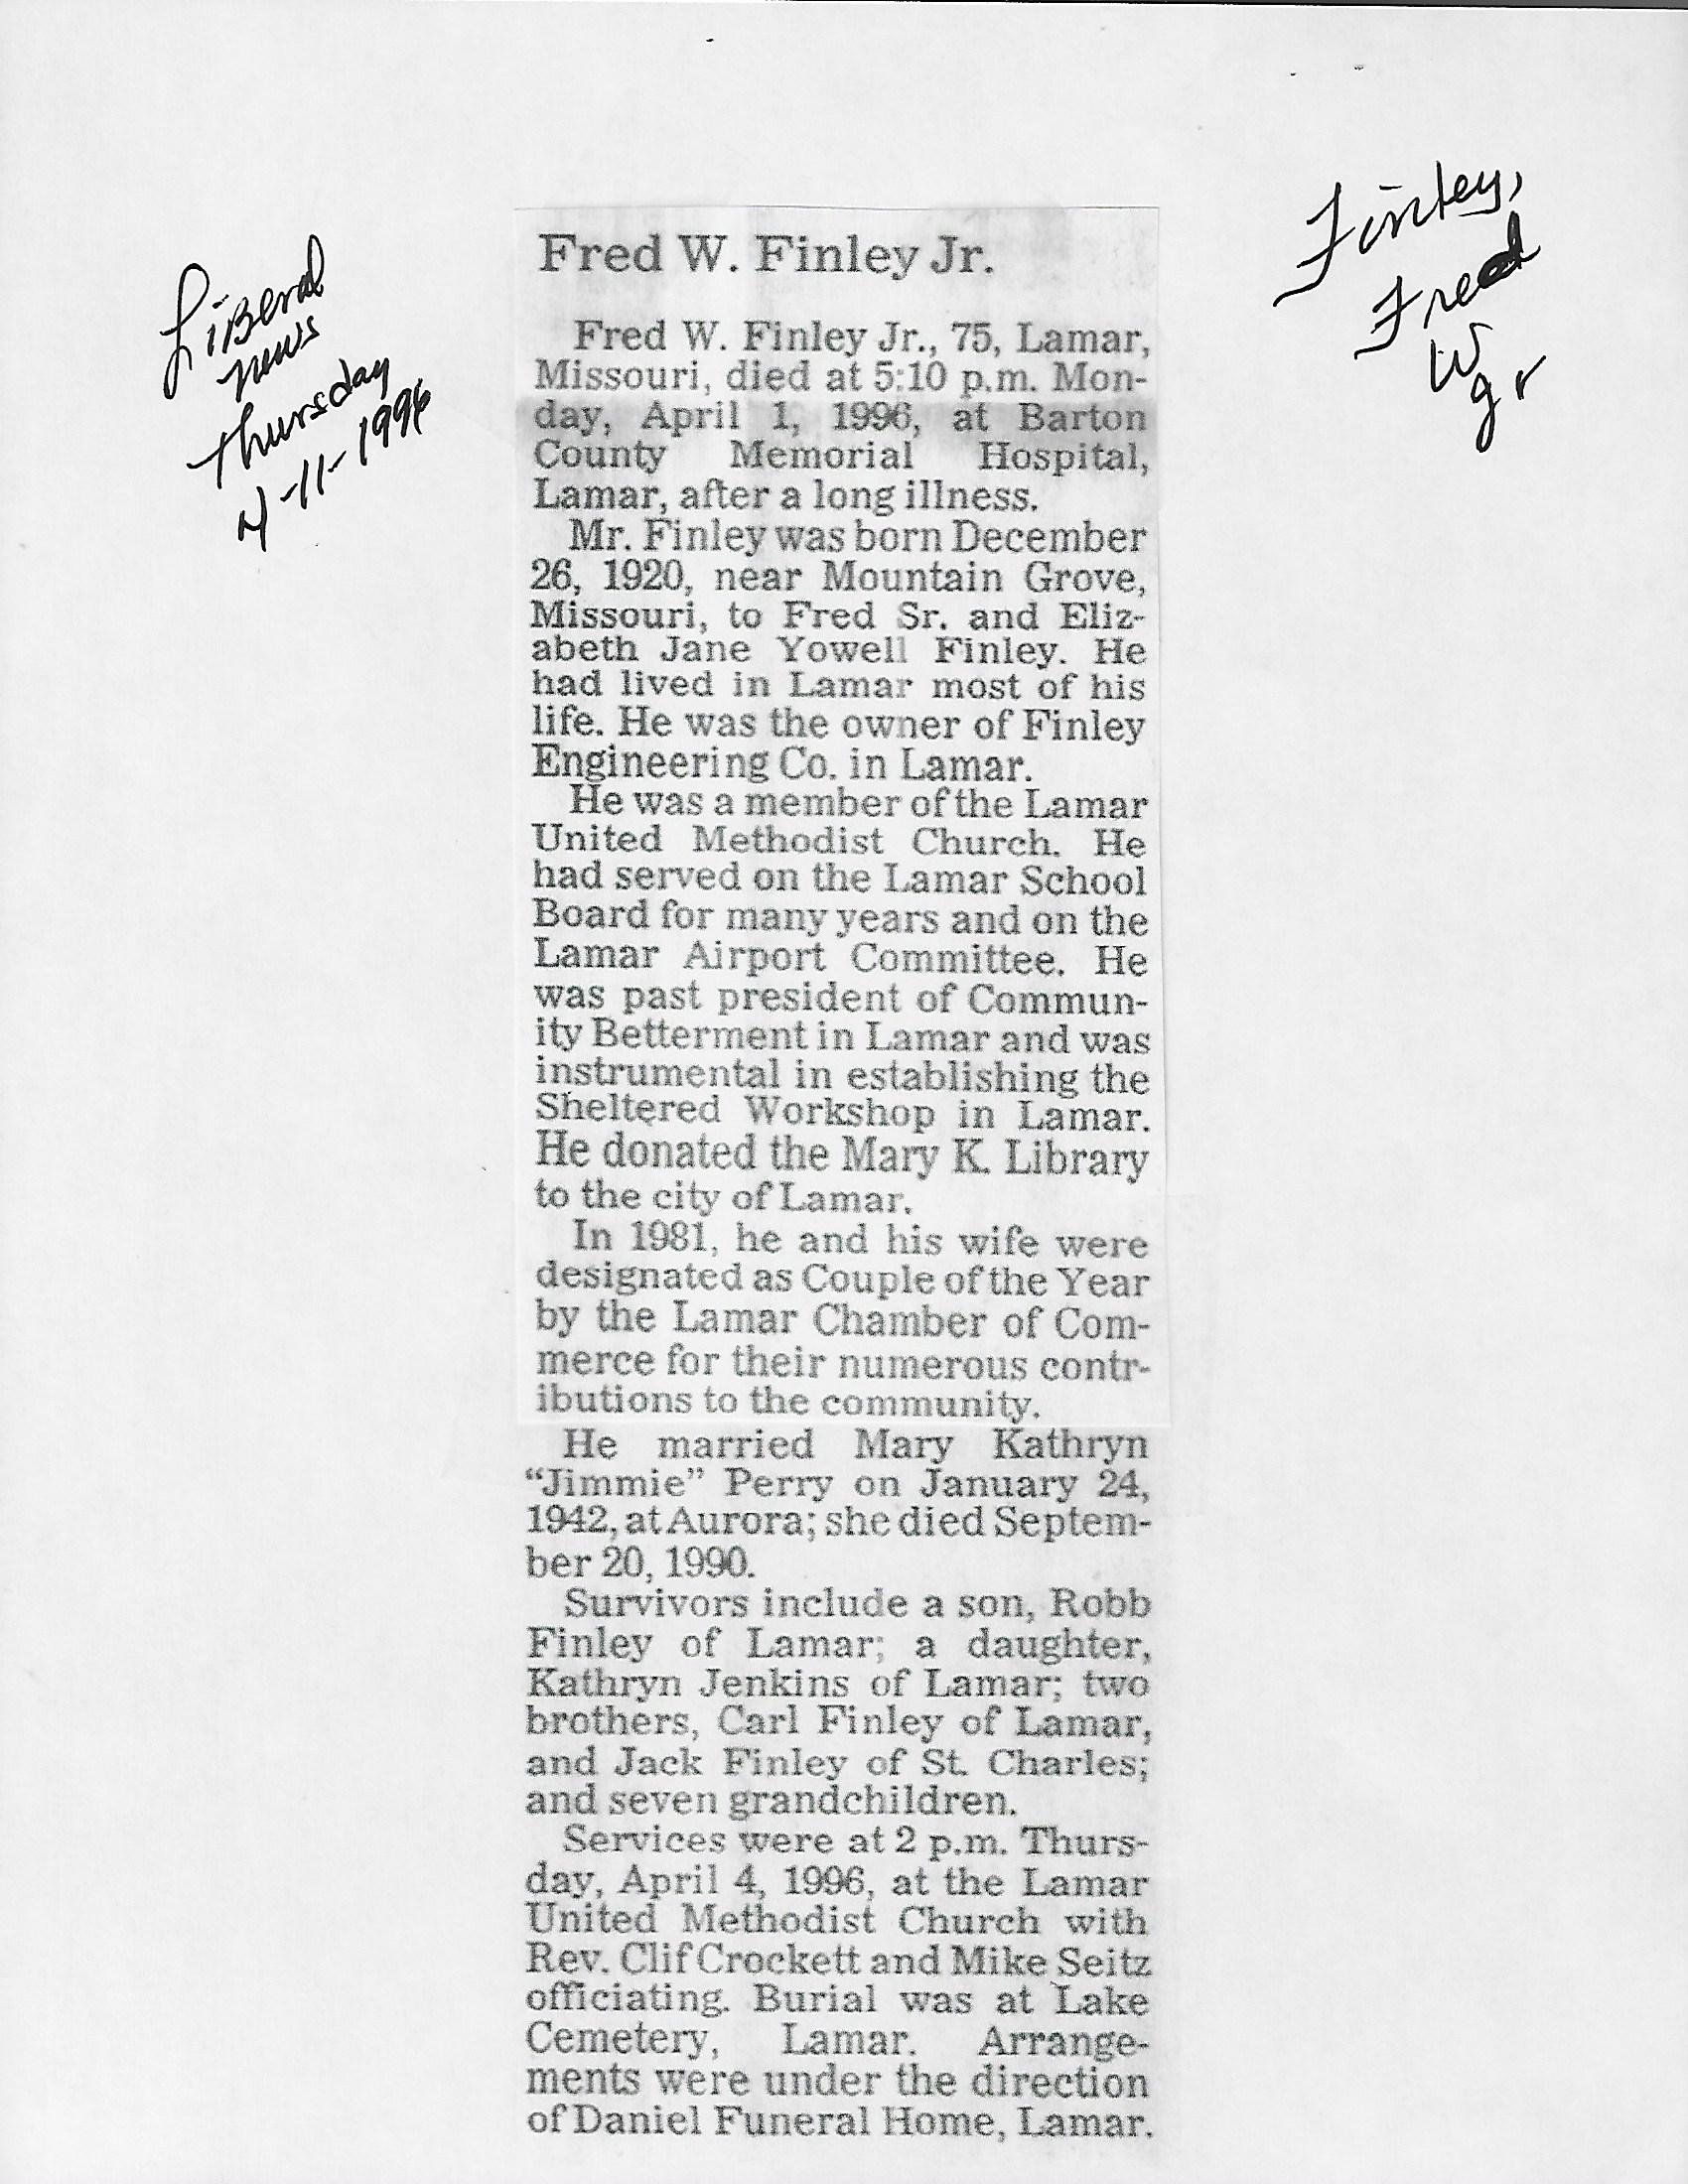 Liberal
news
Thursday
4-11-1996
Finley,
Fred
W
Jr
Fred W. Finley Jr.
Fred W. Finley Jr., 75, Lamar,
Missouri, died at 5:10 p.m. Mon-
day, April 1, 1996, at Barton
County Memorial Hospital,
Lamar, after a long illness.
Mr. Finley was born December
26, 1920, near Mountain Grove,
Missouri, to Fred Sr. and Eliz-
abeth Jane Yowell Finley. He
had lived in Lamar most of his
life. He was the owner of Finley
Engineering Co. in Lamar.
He was a member of the Lamar
United Methodist Church. He
had served on the Lamar School
Board for many years and on the
Lamar Airport Committee. He
was past president of Commun-
ity Betterment in Lamar and was
instrumental in establishing the
Sheltered Workshop in Lamar.
He donated the Mary K. Library
to the city of Lamar.
In 1981, he and his wife were
designated as Couple of the Year
by the Lamar Chamber of Com-
merce for their numerous contr-
ibutions to the community.
He married Mary Kathryn
“Jimmie” Perry on January 24,
1942, at Aurora; she died Septem-
ber 20, 1990.
Survivors include a son, Robb
Finley of Lamar; a daughter,
Kathryn Jenkins of Lamar; two
brothers, Carl Finley of Lamar,
and Jack Finley of St. Charles;
and seven grandchildren.
Services were at 2 p.m. Thurs-
day, April 4, 1996, at the Lamar
United Methodist Church with
Rev. Clif Crockett and Mike Seitz
officiating. Burial was at Lake
Cemetery, Lamar. Arrange-
ments were under the direction
of Daniel Funeral Home, Lamar.